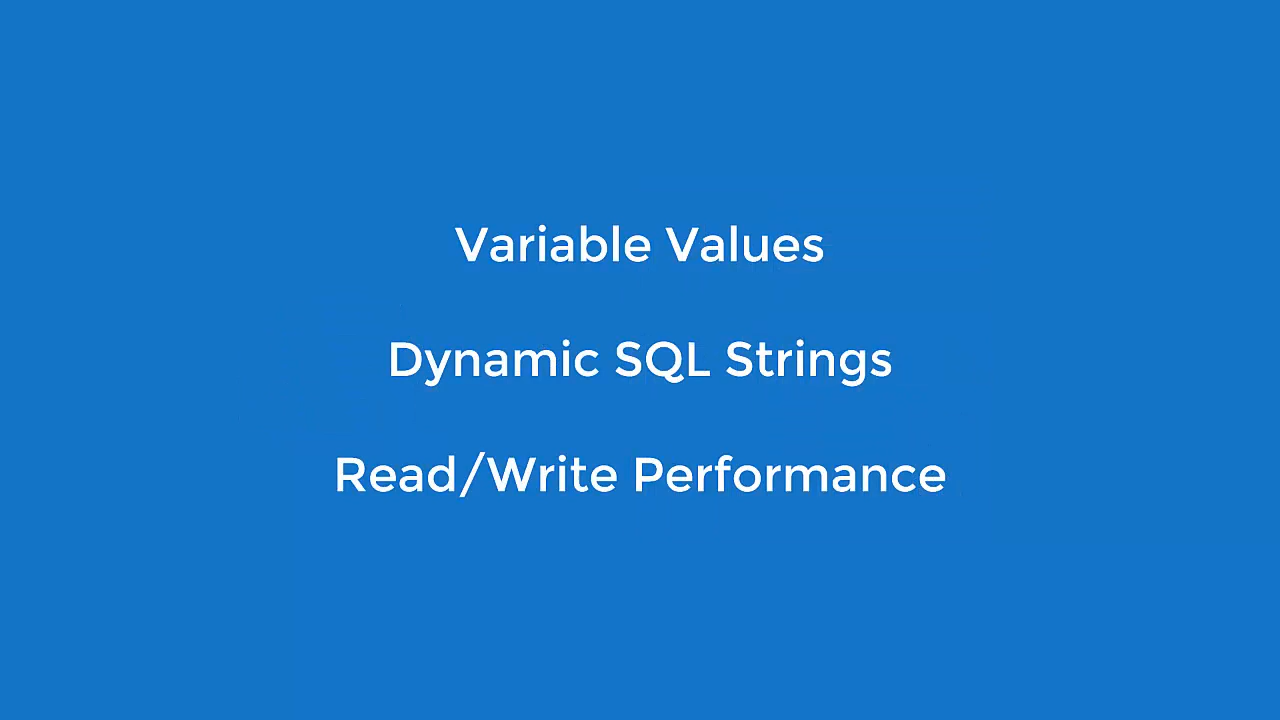 Variable Values
Dynamic SQL Strings
Read/Write Performance